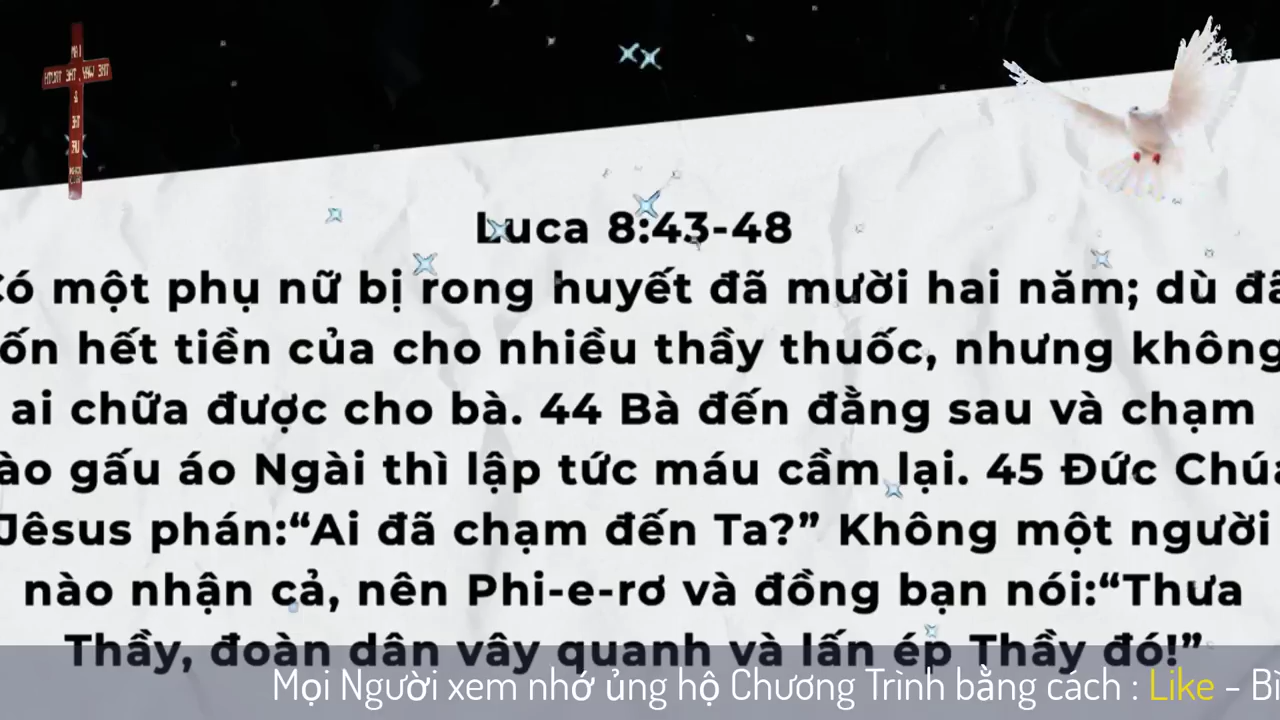 Luca 8:43-48
Có một phụ nữ bị rong huyết đã mười hai năm; dù đã
ốn hết tiền của cho nhiều thầy thuốc, nhưng không
ai chữa được cho bà. 44 Bà đến đằng sau và chạm
ào gấu áo Ngài thì lập tức máu cầm lại. 45 Đức Chúa
Jêsus phán:“Ai đã chạm đến Ta?” Không một người
nào nhận cả, nên Phi-e-rơ và đồng bạn nói:“Thưa
Thầy, đoàn dân vây quanh và lấn ép Thầy đó!”
Mọi Người xem nhớ ủng hộ Chương Trình bằng cách : Like - Bì